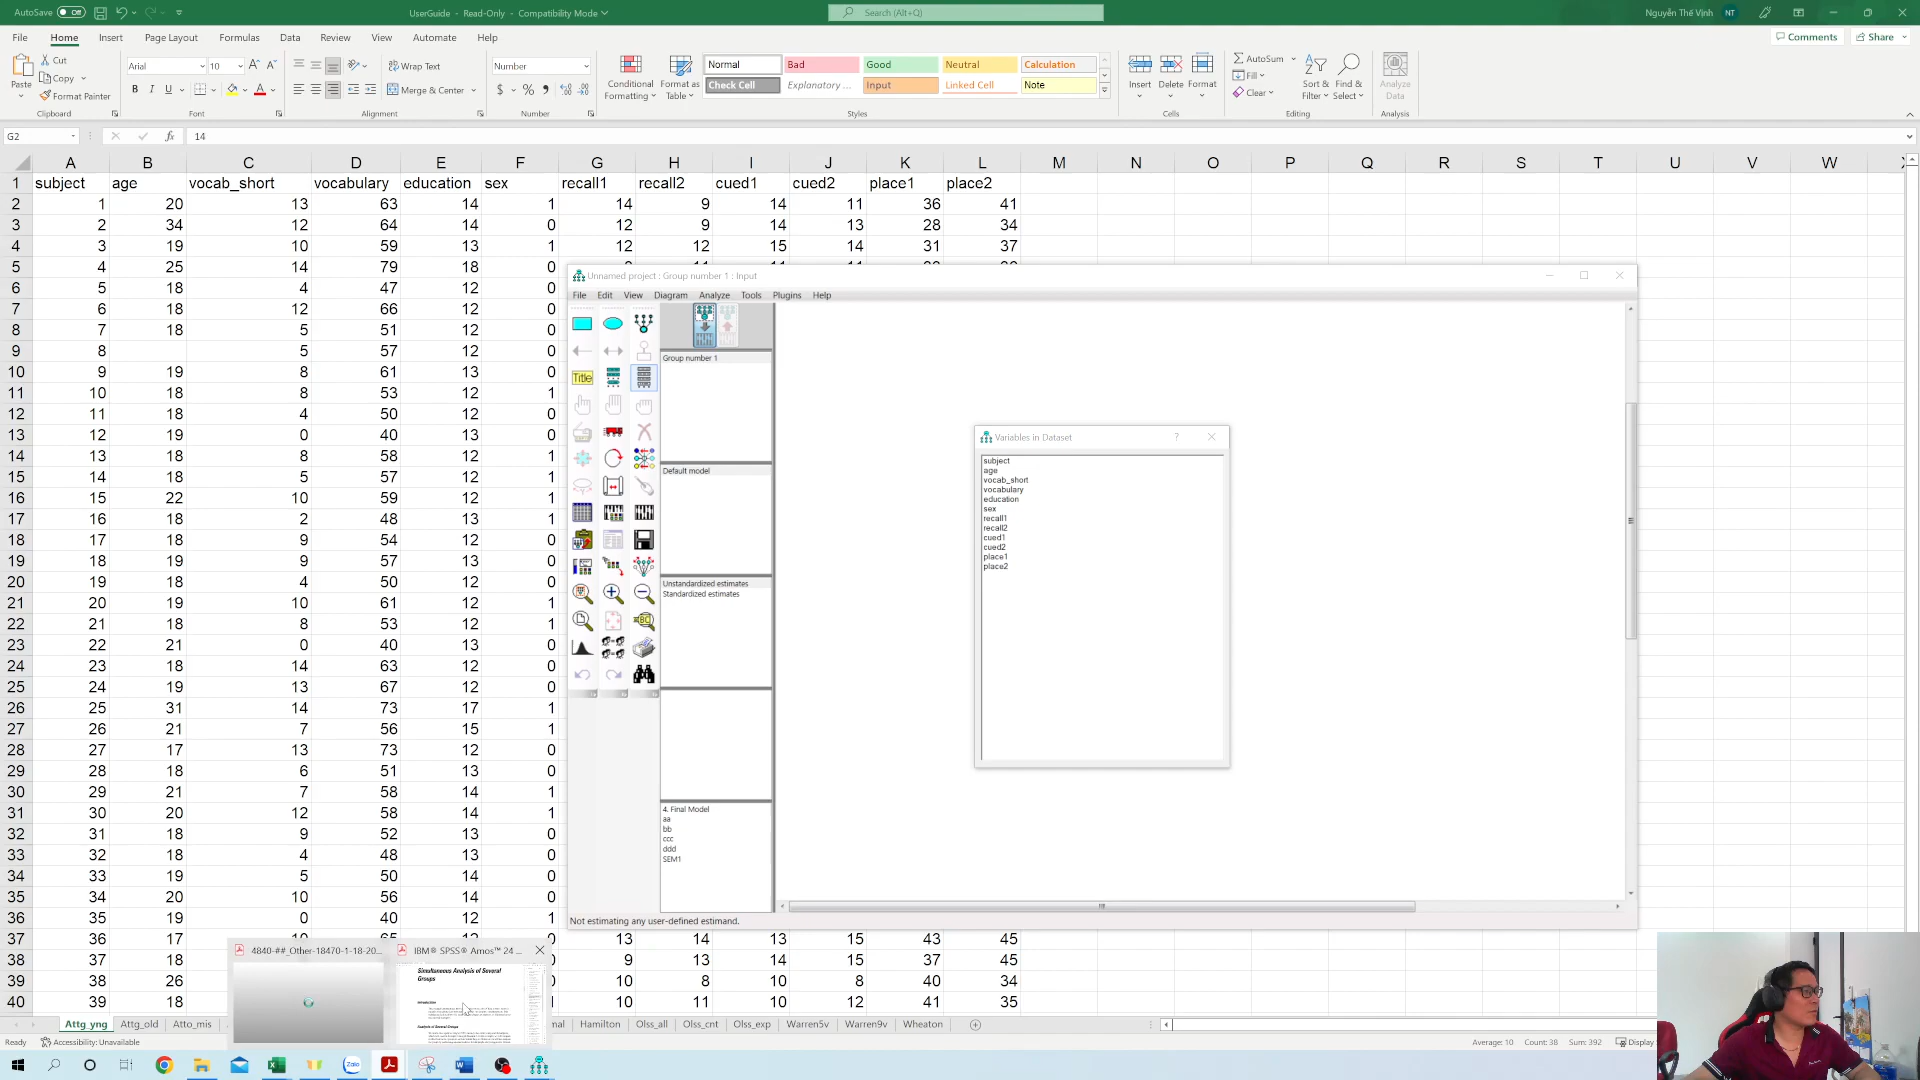 AutoSave Off UserGuide - Read-Only - Compatibility Mode Search (Alt+Q) Nguyễn Thế Vịnh NT
File Home Insert Page Layout Formulas Data Review View Automate Help Comments Share
Paste Cut Copy Format Painter Clipboard
Arial 10 B I U Font
Wrap Text Merge & Center Alignment
Number $ % Number
Conditional Formatting Format as Table
Normal Bad Good Neutral Calculation
Check Cell Explanatory ... Input Linked Cell Note
Styles
Insert Delete Format Cells
AutoSum Fill Clear Sort & Filter Find & Select Editing
Analyze Data Analysis
G2 fx 14
A B C D E F G H I J K L M N O P Q R S T U V W
1 subject age vocab_short vocabulary education sex recall1 recall2 cued1 cued2 place1 place2
2 1 20 13 63 14 1 14 9 14 11 36 41
3 2 34 12 64 14 0 12 9 14 13 28 34
4 3 19 10 59 13 1 12 12 15 14 31 37
5 4 25 14 79 18 0
6 5 18 4 47 12 0
7 6 18 12 66 12 0
8 7 18 5 51 12 0
9 8 5 57 12 0
10 9 19 8 61 13 0
11 10 18 8 53 12 1
12 11 18 4 50 12 0
13 12 19 0 40 13 0
14 13 18 8 58 12 1
15 14 18 5 57 12 1
16 15 22 10 59 12 1
17 16 18 2 48 13 1
18 17 18 9 54 12 0
19 18 19 9 57 13 0
20 19 18 4 50 12 0
21 20 19 10 61 12 1
22 21 18 8 53 12 1
23 22 21 0 40 13 0
24 23 18 14 63 12 0
25 24 19 13 67 12 0
26 25 31 14 73 17 1
27 26 21 7 56 15 1
28 27 17 13 73 12 0
29 28 18 6 51 13 0
30 29 21 7 58 14 1
31 30 20 12 58 14 1
32 31 18 9 52 13 0
33 32 18 4 48 13 0
34 33 19 5 50 14 0
35 34 20 10 56 14 0
36 35 19 0 40 12 1
37 36 17 13 14 13 15 43 45
38 37 18 9 13 14 15 37 45
39 38 26 0 10 8 10 8 40 34
40 39 18 0 10 11 10 12 41 35
Unnamed project : Group number 1 : Input
File Edit View Diagram Analyze Tools Plugins Help
Title
Group number 1
Default model
Unstandardized estimates
Standardized estimates
4. Final Model
aa
bb
ccc
ddd
SEM1
Not estimating any user-defined estimand.
Variables in Dataset ?
subject
age
vocab_short
vocabulary
education
sex
recall1
recall2
cued1
cued2
place1
place2
4840-##_Other-18470-1-18-20... IBM® SPSS® Amos™ 24 ...
Simultaneous Analysis of Several
Groups
Introduction
Analysis of Several Groups
Attg_yng Attg_old Atto_mis Hamilton Olss_all Olss_cnt Olss_exp Warren5v Warren9v Wheaton
Ready Accessibility: Unavailable Average: 10 Count: 38 Sum: 392 Display
Zalo